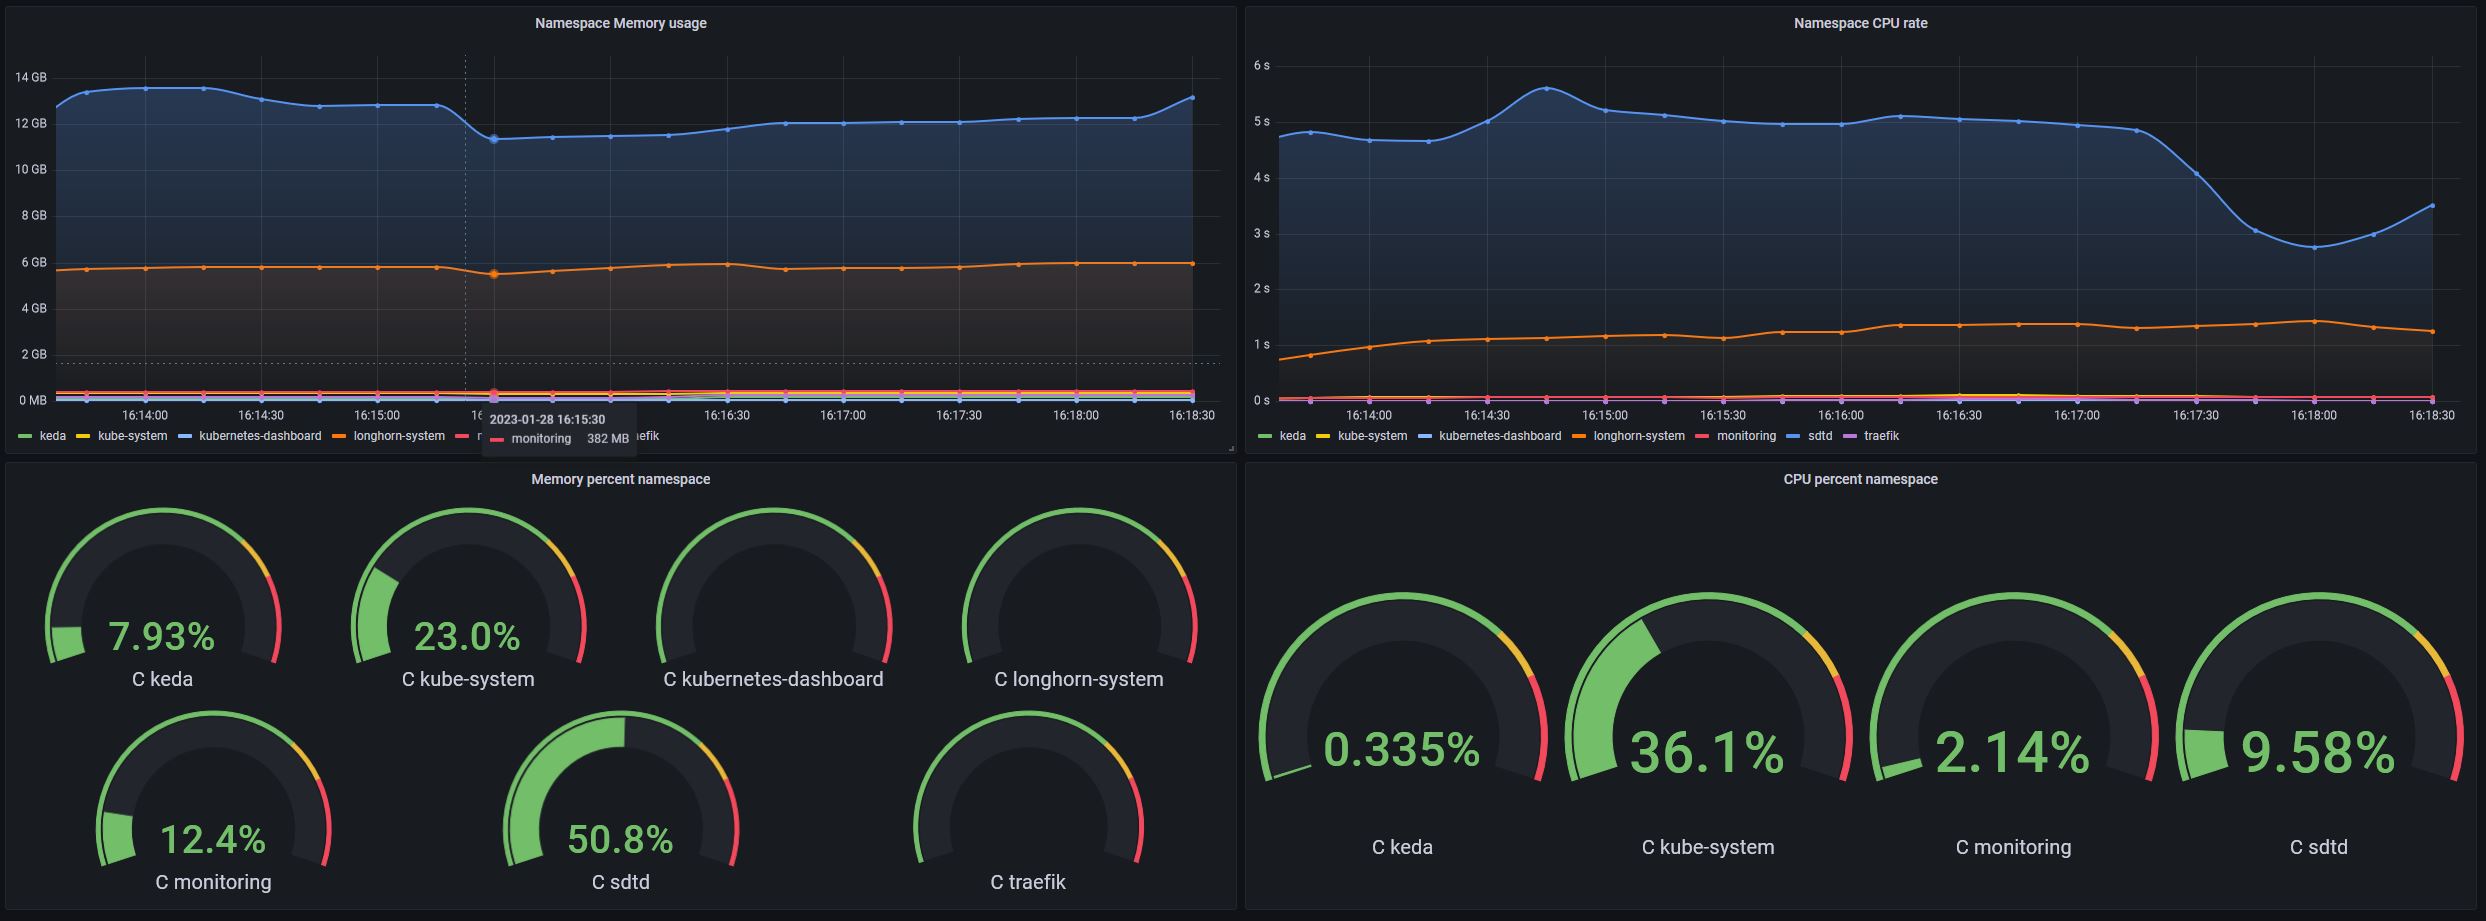 Namespace Memory usage
14 GB
12 GB
10 GB
8 GB
6 GB
4 GB
2 GB
0 MB
16:14:00 16:14:30 16:15:00 16:16:30 16:17:00 16:17:30 16:18:00 16:18:30
keda kube-system kubernetes-dashboard longhorn-system
2023-01-28 16:15:30
monitoring 382 MB
Namespace CPU rate
6 s
5 s
4 s
3 s
2 s
1 s
0 s
16:14:00 16:14:30 16:15:00 16:15:30 16:16:00 16:16:30 16:17:00 16:17:30 16:18:00 16:18:30
keda kube-system kubernetes-dashboard longhorn-system monitoring sdtd traefik
Memory percent namespace
7.93% 23.0%
C keda C kube-system C kubernetes-dashboard C longhorn-system
12.4% 50.8%
C monitoring C sdtd C traefik
CPU percent namespace
0.335% 36.1% 2.14% 9.58%
C keda C kube-system C monitoring C sdtd